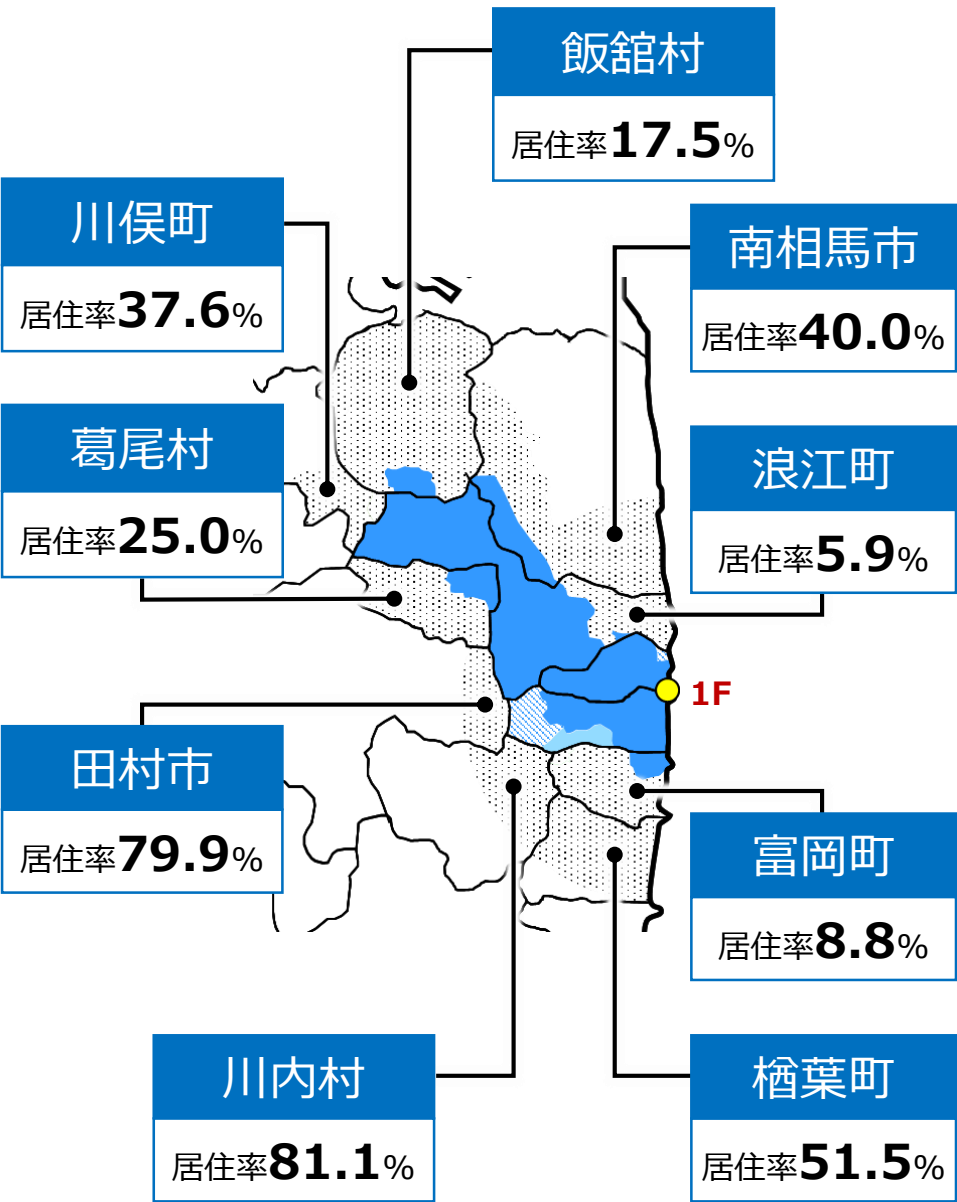 飯舘村
居住率17.5%
川俣町
居住率37.6%
南相馬市
居住率40.0%
葛尾村
居住率25.0%
浪江町
居住率5.9%
1F
田村市
居住率79.9%
富岡町
居住率8.8%
川内村
居住率81.1%
楢葉町
居住率51.5%